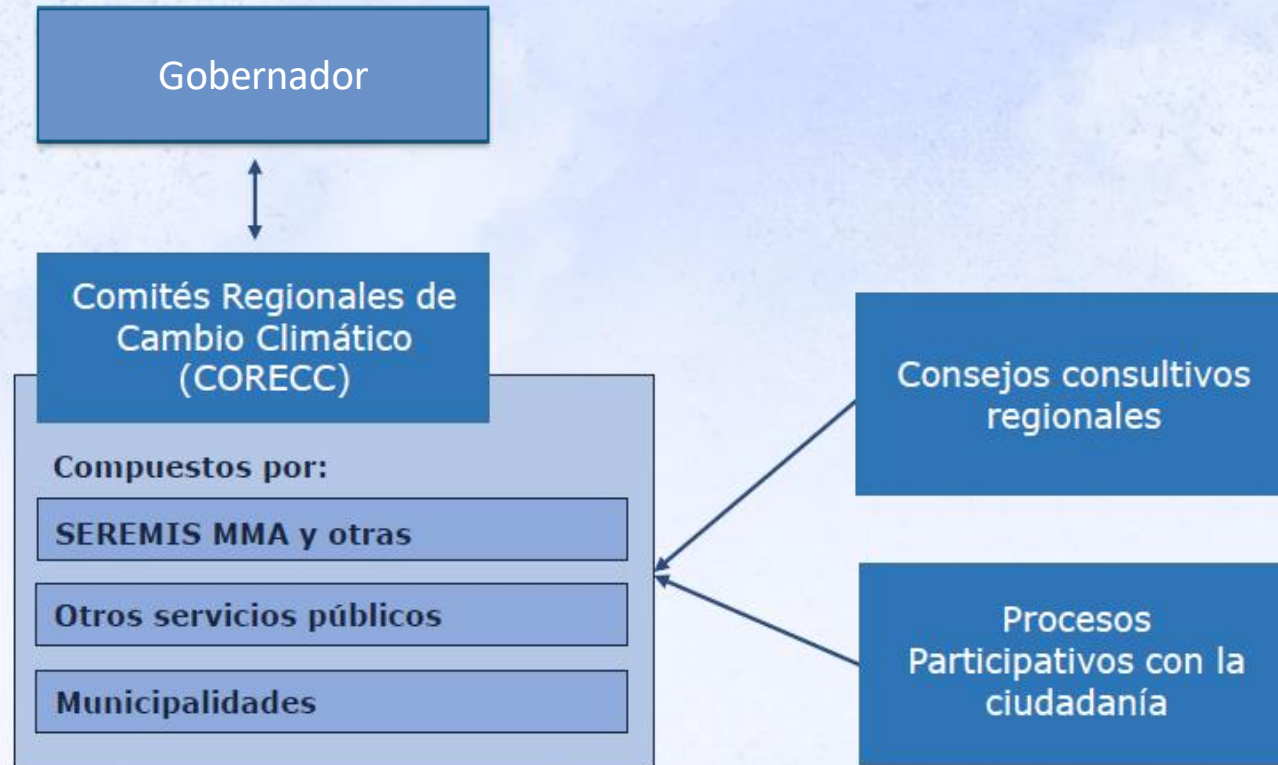 Gobernador
Comités Regionales de
Cambio Climático
(CORECC)
Compuestos por:
SEREMIS MMA y otras
Otros servicios públicos
Municipalidades
Consejos consultivos
regionales
Procesos
Participativos con la
ciudadanía